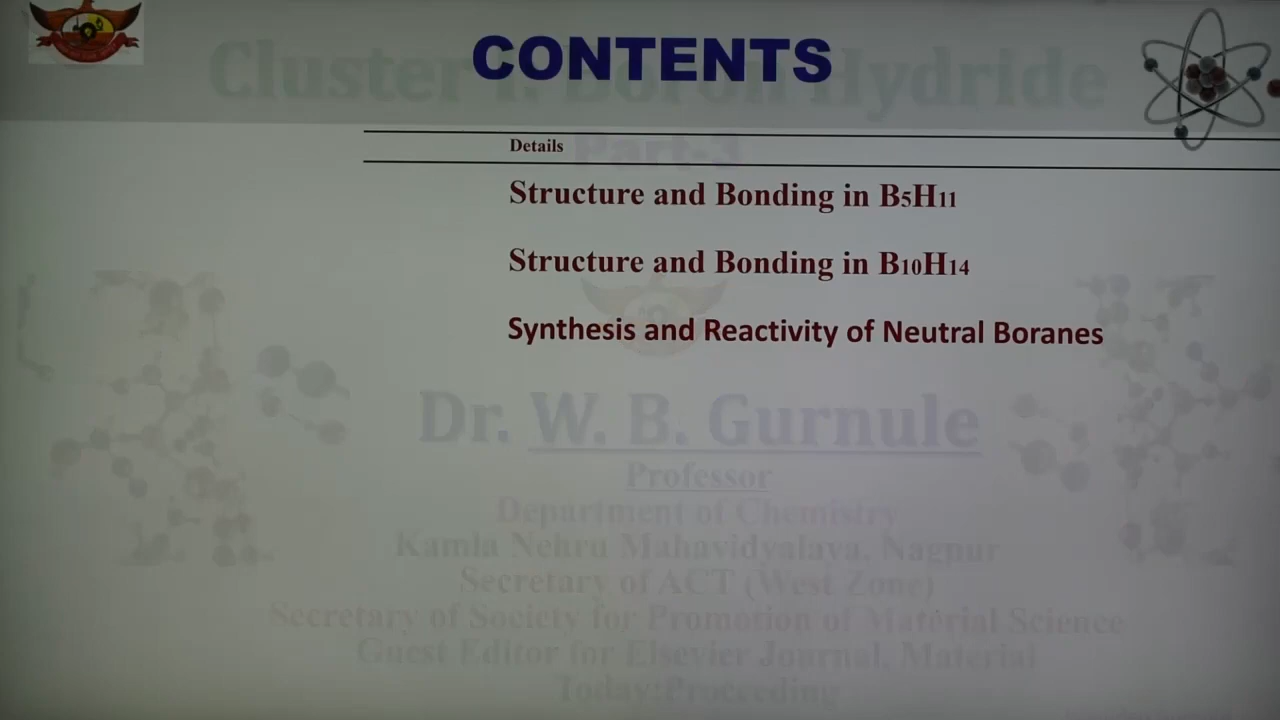 CONTENTS
Cluster I: Boron Hydride
Details
Part-3
Structure and Bonding in B5H11
Structure and Bonding in B10H14
Synthesis and Reactivity of Neutral Boranes
Dr. W. B. Gurnule
Professor
Department of Chemistry
Kamla Nehru Mahavidyalaya, Nagpur
Secretary of ACT (West Zone)
Secretary of Society for Promotion of Material Science
Guest Editor for Elsevier Journal, Material
Today:Proceeding